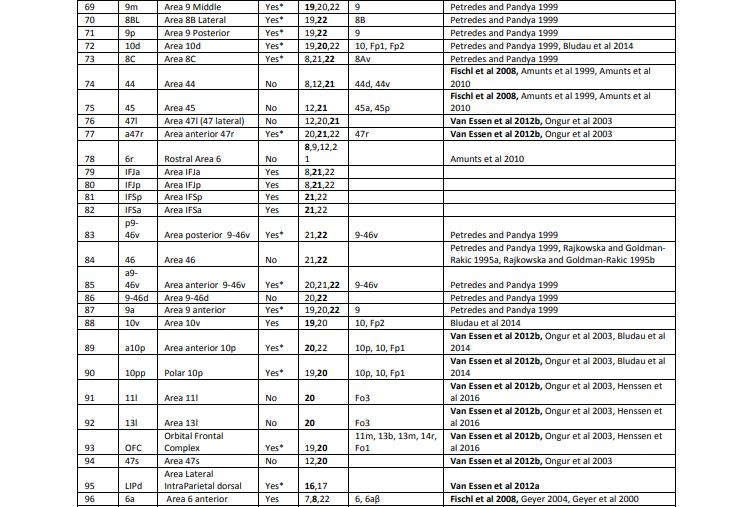 69 9m Area 9 Middle Yes* 19,20,22 9 Petredes and Pandya 1999
70 8BL Area 8B Lateral Yes* 19,22 8B Petredes and Pandya 1999
71 9p Area 9 Posterior Yes* 19,22 9 Petredes and Pandya 1999
72 10d Area 10d Yes* 19,20,22 10, Fp1, Fp2 Petredes and Pandya 1999, Bludau et al 2014
73 8C Area 8C Yes* 8,21,22 8Av Petredes and Pandya 1999
Fischl et al 2008, Amunts et al 1999, Amunts et al
74 44 Area 44 No 8,12,21 44d, 44v 2010
Fischl et al 2008, Amunts et al 1999, Amunts et al
75 45 Area 45 No 12,21 45a, 45p 2010
76 47l Area 47l (47 lateral) No 12,20,21 Van Essen et al 2012b, Ongur et al 2003
77 a47r Area anterior 47r Yes* 20,21,22 47r Van Essen et al 2012b, Ongur et al 2003
8,9,12,2
78 6r Rostral Area 6 No 1 Amunts et al 2010
79 IFJa Area IFJa Yes 8,21,22
80 IFJp Area IFJp Yes 8,21,22
81 IFSp Area IFSp Yes 21,22
82 IFSa Area IFSa Yes 21,22
p9-
83 46v Area posterior 9-46v Yes* 21,22 9-46v Petredes and Pandya 1999
Petredes and Pandya 1999, Rajkowska and Goldman-
84 46 Area 46 No 21,22 Rakic 1995a, Rajkowska and Goldman-Rakic 1995b
a9-
85 46v Area anterior 9-46v Yes* 20,21,22 9-46v Petredes and Pandya 1999
86 9-46d Area 9-46d No 20,22 Petredes and Pandya 1999
87 9a Area 9 anterior Yes* 19,20,22 9 Petredes and Pandya 1999
88 10v Area 10v Yes 19,20 10, Fp2 Bludau et al 2014
Van Essen et al 2012b, Ongur et al 2003, Bludau et al
89 a10p Area anterior 10p Yes* 20,22 10p, 10, Fp1 2014
Van Essen et al 2012b, Ongur et al 2003, Bludau et al
90 10pp Polar 10p Yes* 19,20 10p, 10, Fp1 2014
Van Essen et al 2012b, Ongur et al 2003, Henssen et
91 11l Area 11l No 20 Fo3 al 2016
Van Essen et al 2012b, Ongur et al 2003, Henssen et
92 13l Area 13l No 20 Fo3 al 2016
Orbital Frontal 11m, 13b, 13m, 14r, Van Essen et al 2012b, Ongur et al 2003, Henssen et
93 OFC Complex Yes* 19,20 Fo1 al 2016
94 47s Area 47s No 12,20 Van Essen et al 2012b, Ongur et al 2003
Area Lateral
95 LIPd IntraParietal dorsal Yes* 16,17 Van Essen et al 2012a
96 6a Area 6 anterior Yes 7,8,22 6, 6aβ Fischl et al 2008, Geyer 2004, Geyer et al 2000